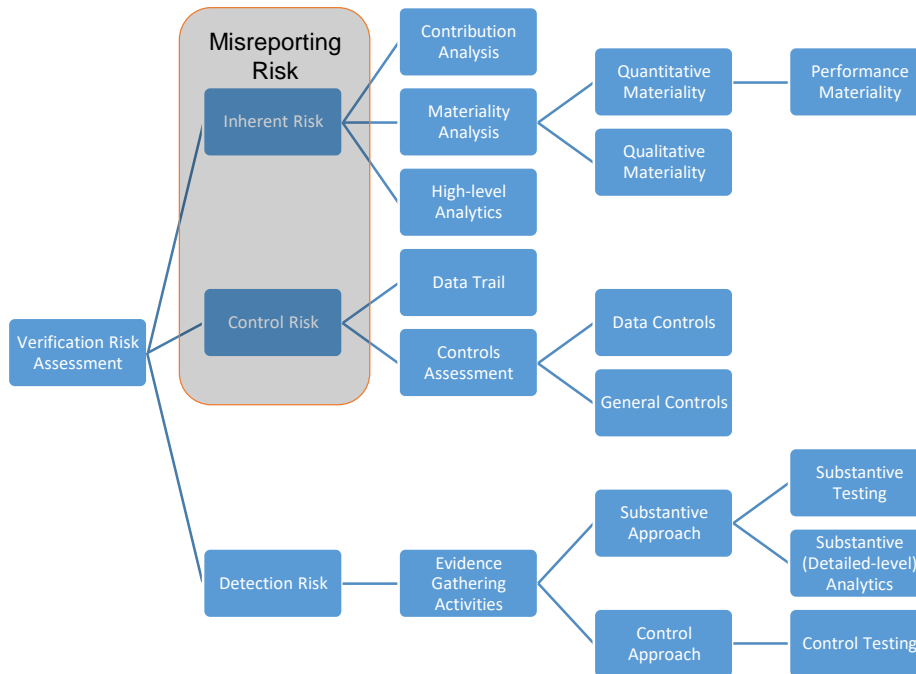 Misreporting
Risk
Inherent Risk
Control Risk
Verification Risk
Assessment
Detection Risk
Contribution
Analysis
Materiality
Analysis
High-level
Analytics
Data Trail
Controls
Assessment
Evidence
Gathering
Activities
Quantitative
Materiality
Qualitative
Materiality
Data Controls
General Controls
Substantive
Approach
Control
Approach
Performance
Materiality
Substantive
Testing
Substantive
(Detailed-level)
Analytics
Control Testing